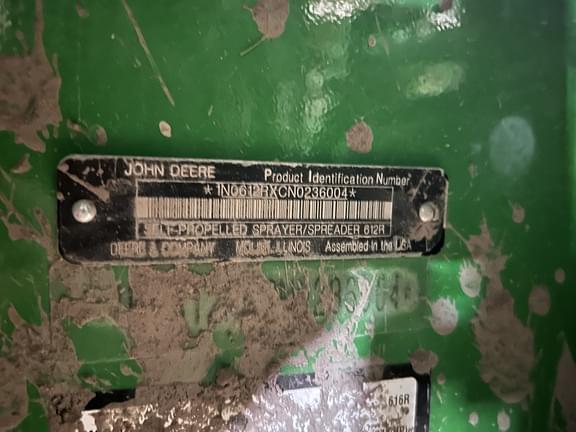 JOHN DEERE
Product Identification Number
*1N0612RXCN0236004*
SELF-PROPELLED SPRAYER/SPREADER 612R
DEERE & COMPANY MOLINE, ILLINOIS Assembled in the USA
616R